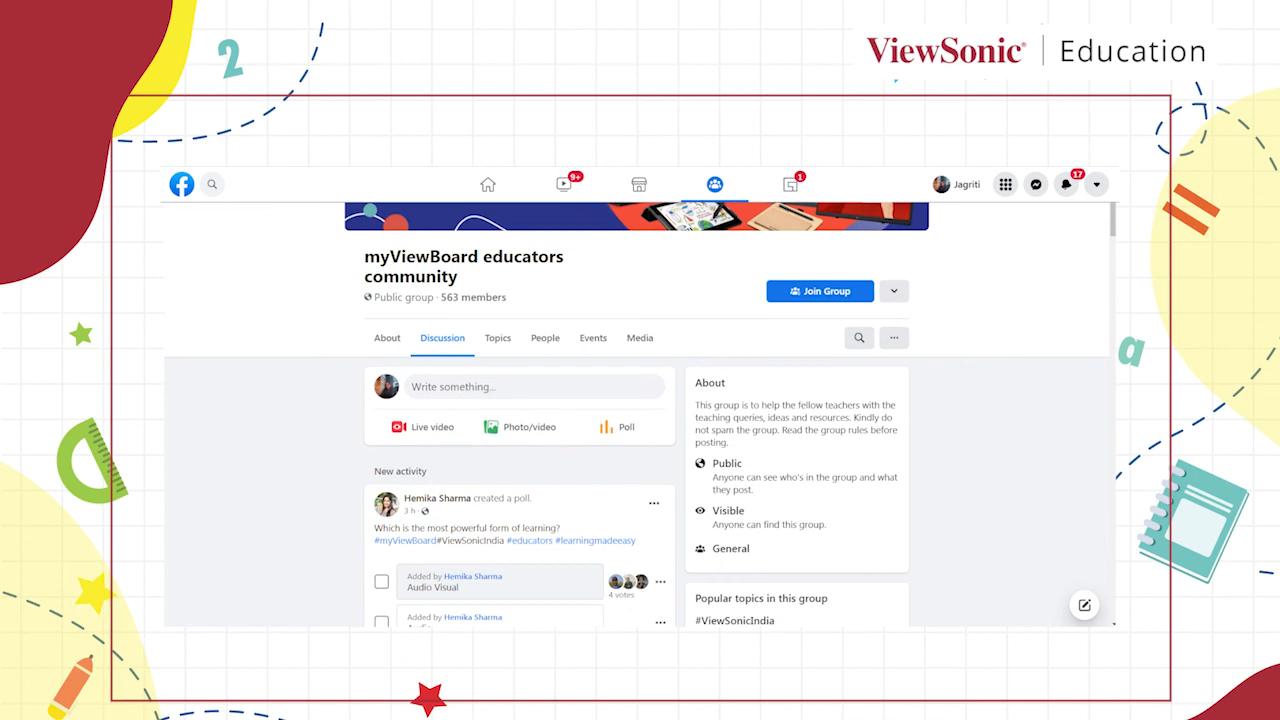 2
ViewSonic® Education
9+
1
Jagriti
17
myViewBoard educators
community
Public group · 563 members
Join Group
About Discussion Topics People Events Media
Write something...
Live video Photo/video Poll
New activity
Hemika Sharma created a poll.
3 h ·
Which is the most powerful form of learning?
#myViewBoard#ViewSonicIndia #educators #learningmadeeasy
Added by Hemika Sharma
Audio Visual
4 votes
Added by Hemika Sharma
About
This group is to help the fellow teachers with the
teaching queries, ideas and resources. Kindly do
not spam the group. Read the group rules before
posting.
Public
Anyone can see who's in the group and what
they post.
Visible
Anyone can find this group.
General
Popular topics in this group
#ViewSonicIndia
a